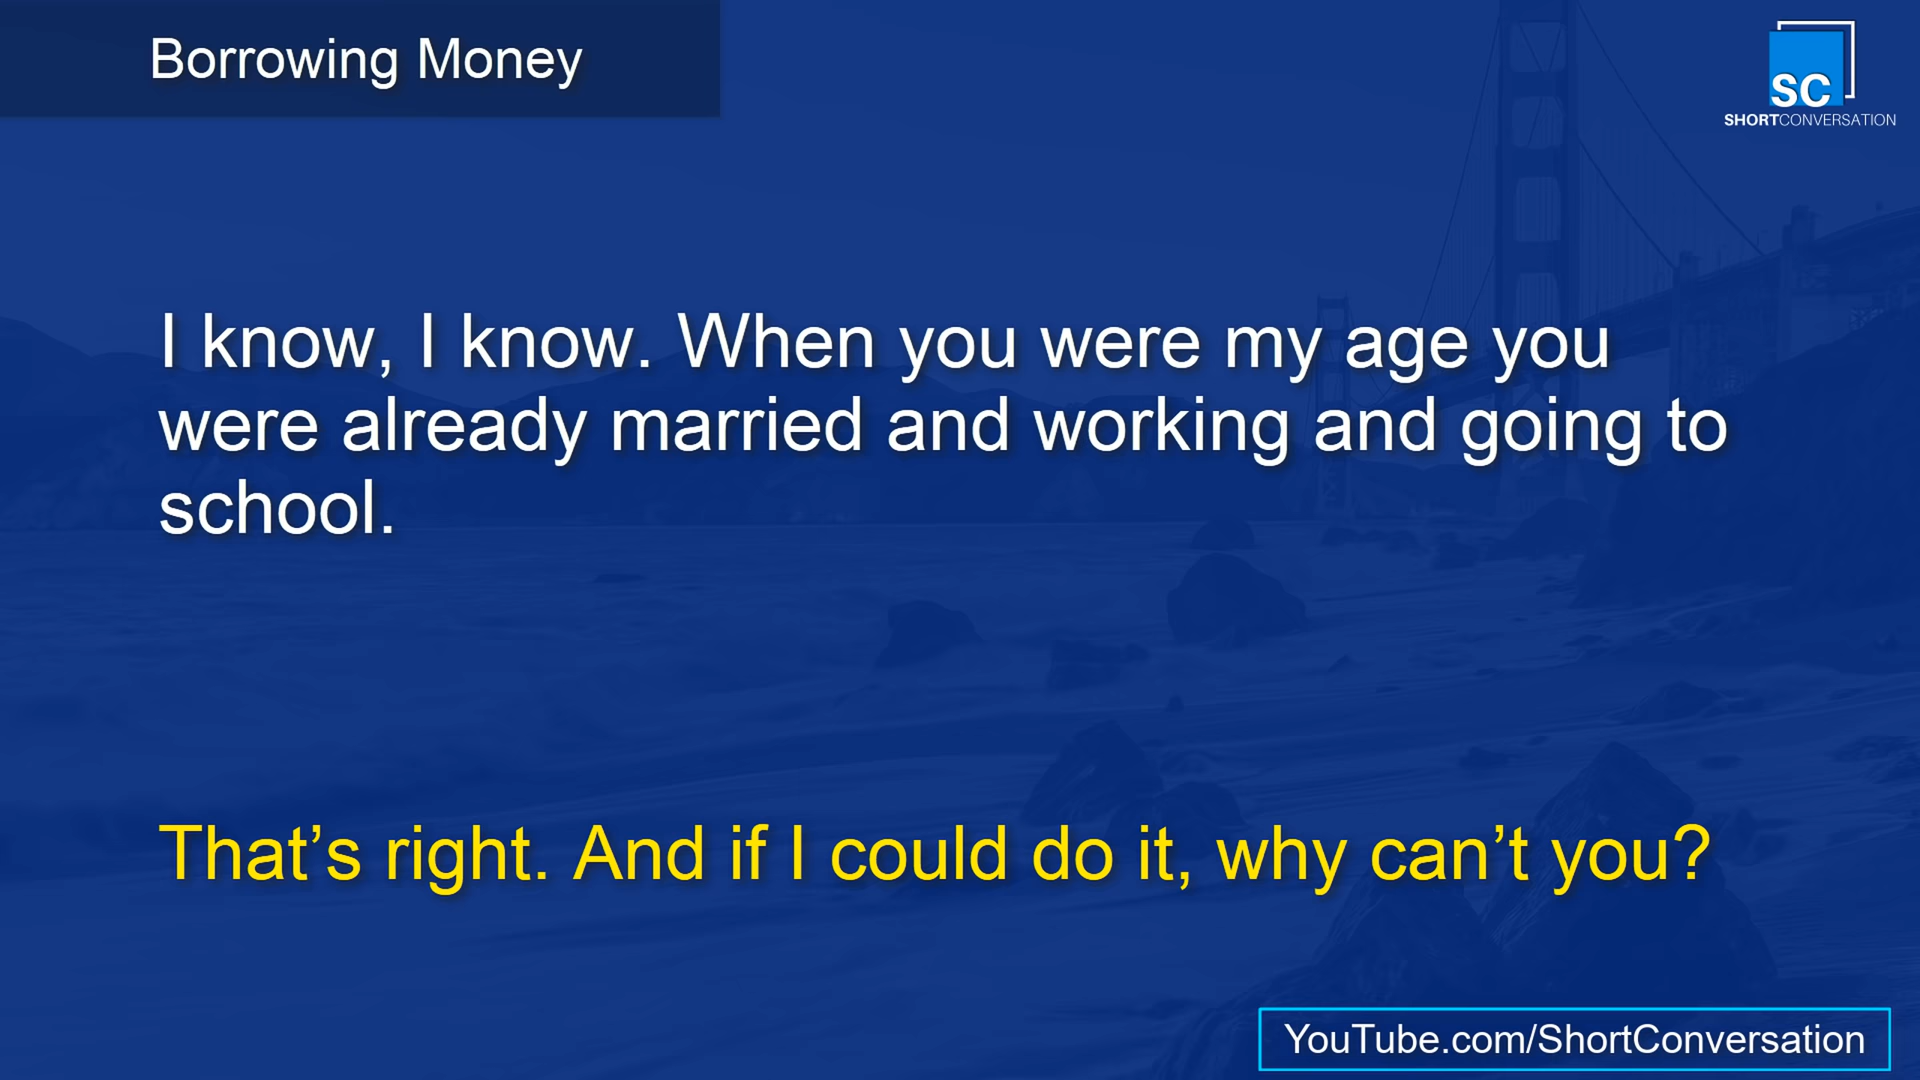 Borrowing Money
SC
SHORTCONVERSATION
I know, I know. When you were my age you
were already married and working and going to
school.
That’s right. And if I could do it, why can’t you?
YouTube.com/ShortConversation